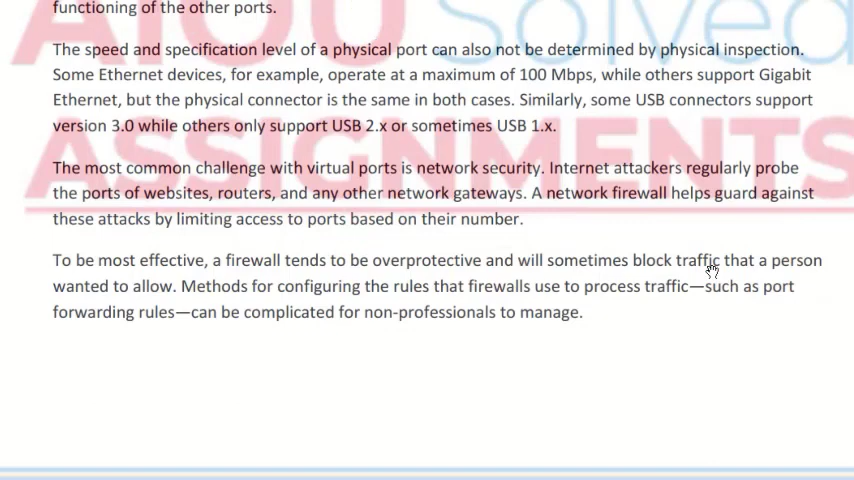 AIOU Solved
ASSIGNMENTS
functioning of the other ports.
The speed and specification level of a physical port can also not be determined by physical inspection.
Some Ethernet devices, for example, operate at a maximum of 100 Mbps, while others support Gigabit
Ethernet, but the physical connector is the same in both cases. Similarly, some USB connectors support
version 3.0 while others only support USB 2.x or sometimes USB 1.x.
The most common challenge with virtual ports is network security. Internet attackers regularly probe
the ports of websites, routers, and any other network gateways. A network firewall helps guard against
these attacks by limiting access to ports based on their number.
To be most effective, a firewall tends to be overprotective and will sometimes block traffic that a person
wanted to allow. Methods for configuring the rules that firewalls use to process traffic—such as port
forwarding rules—can be complicated for non-professionals to manage.